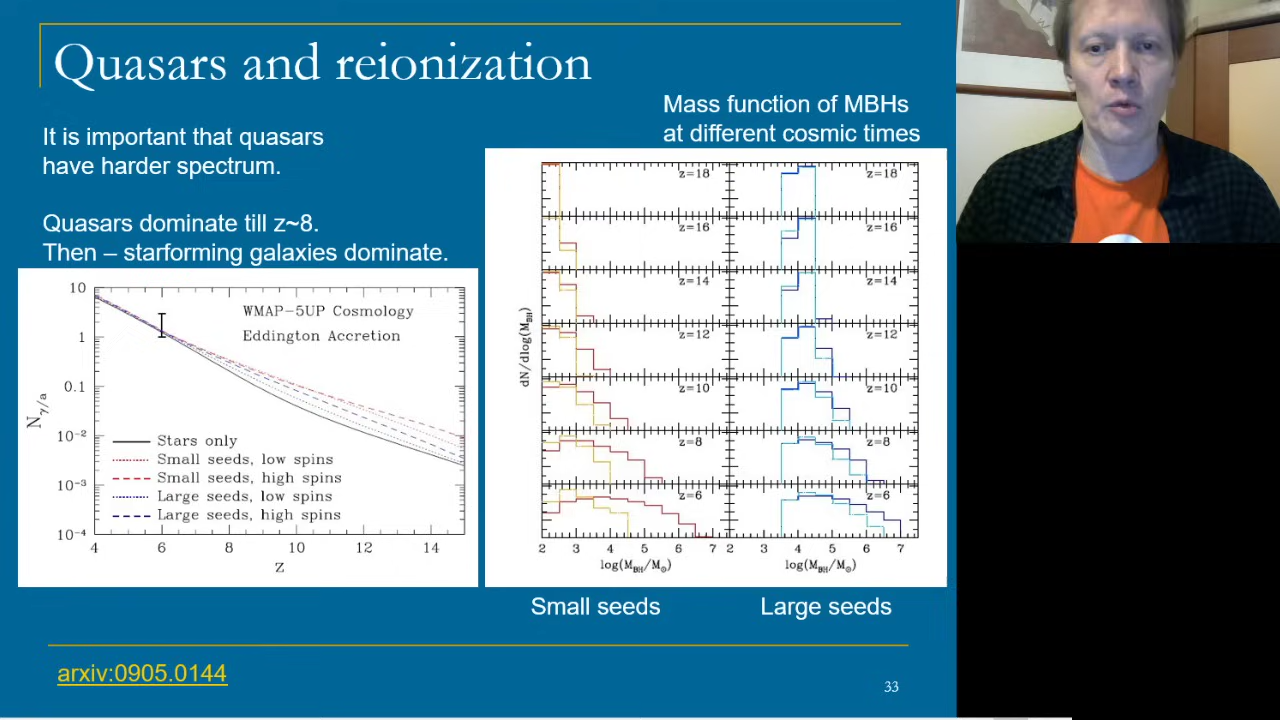 Quasars and reionization
It is important that quasars
have harder spectrum.
Quasars dominate till z~8.
Then – starforming galaxies dominate.
Mass function of MBHs
at different cosmic times
10
1
0.1
10⁻²
10⁻³
10⁻⁴
N_γ/a
WMAP-5UP Cosmology
Eddington Accretion
Stars only
Small seeds, low spins
Small seeds, high spins
Large seeds, low spins
Large seeds, high spins
4 6 8 10 12 14
z
dN/dlog(M_BH)
z=18 z=18
z=16 z=16
z=14 z=14
z=12 z=12
z=10 z=10
z=8 z=8
z=6 z=6
2 3 4 5 6 7 2 3 4 5 6 7
log(M_BH/M_⊙) log(M_BH/M_⊙)
Small seeds Large seeds
arxiv:0905.0144
33